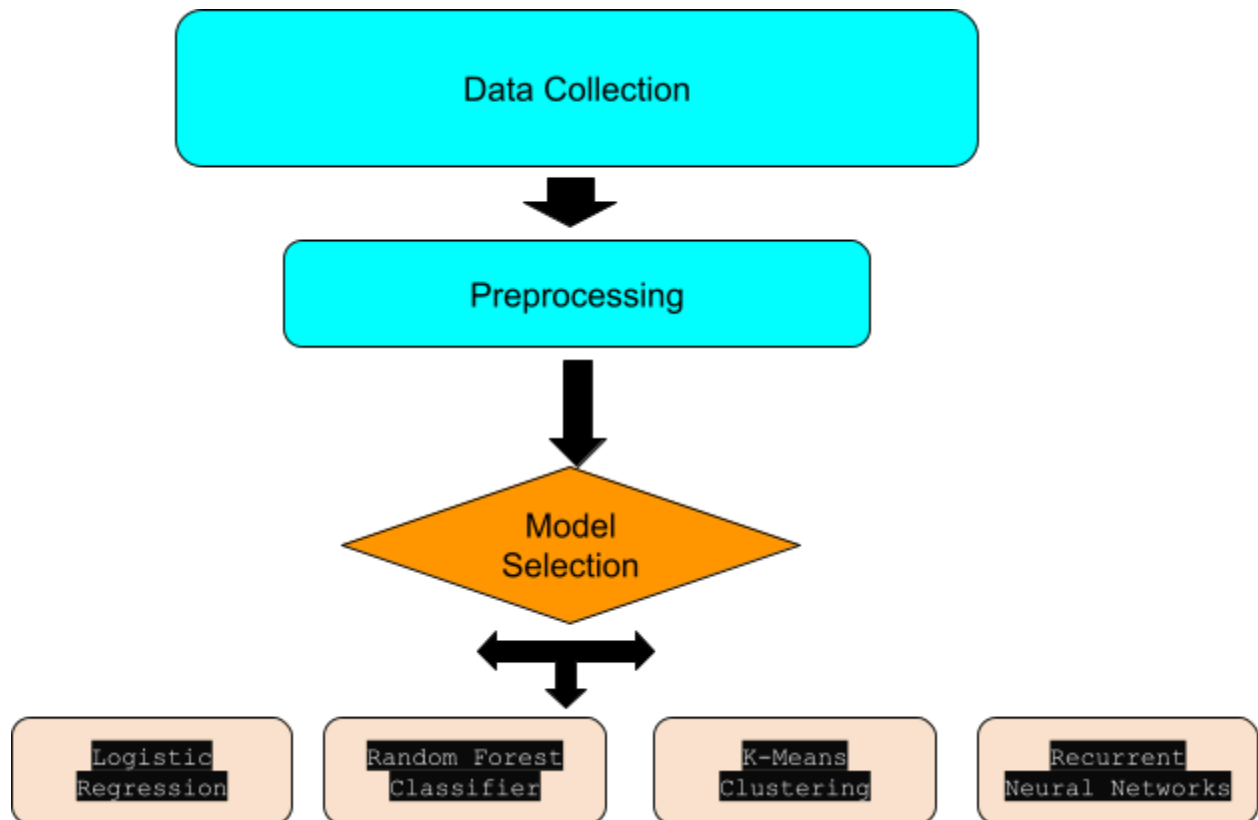 Data Collection
Preprocessing
Model
Selection
Logistic
Regression
Random Forest
Classifier
K-Means
Clustering
Recurrent
Neural Networks